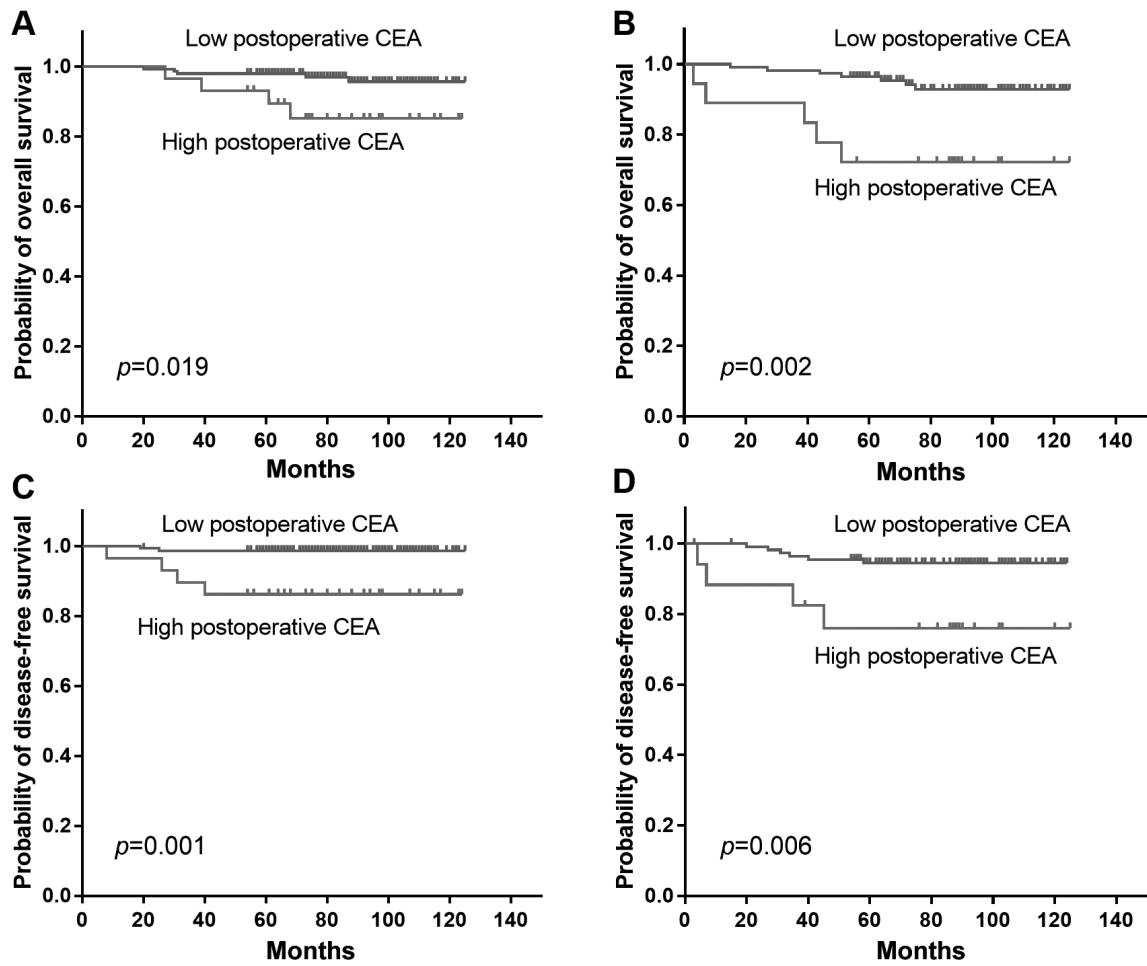 A
Low postoperative CEA
High postoperative CEA
Probability of overall survival
1.0
0.8
0.6
0.4
0.2
0.0
p=0.019
0 20 40 60 80 100 120 140
Months
B
Low postoperative CEA
High postoperative CEA
Probability of overall survival
1.0
0.8
0.6
0.4
0.2
0.0
p=0.002
0 20 40 60 80 100 120 140
Months
C
Low postoperative CEA
High postoperative CEA
Probability of disease-free survival
1.0
0.8
0.6
0.4
0.2
0.0
p=0.001
0 20 40 60 80 100 120 140
Months
D
Low postoperative CEA
High postoperative CEA
Probability of disease-free survival
1.0
0.8
0.6
0.4
0.2
0.0
p=0.006
0 20 40 60 80 100 120 140
Months